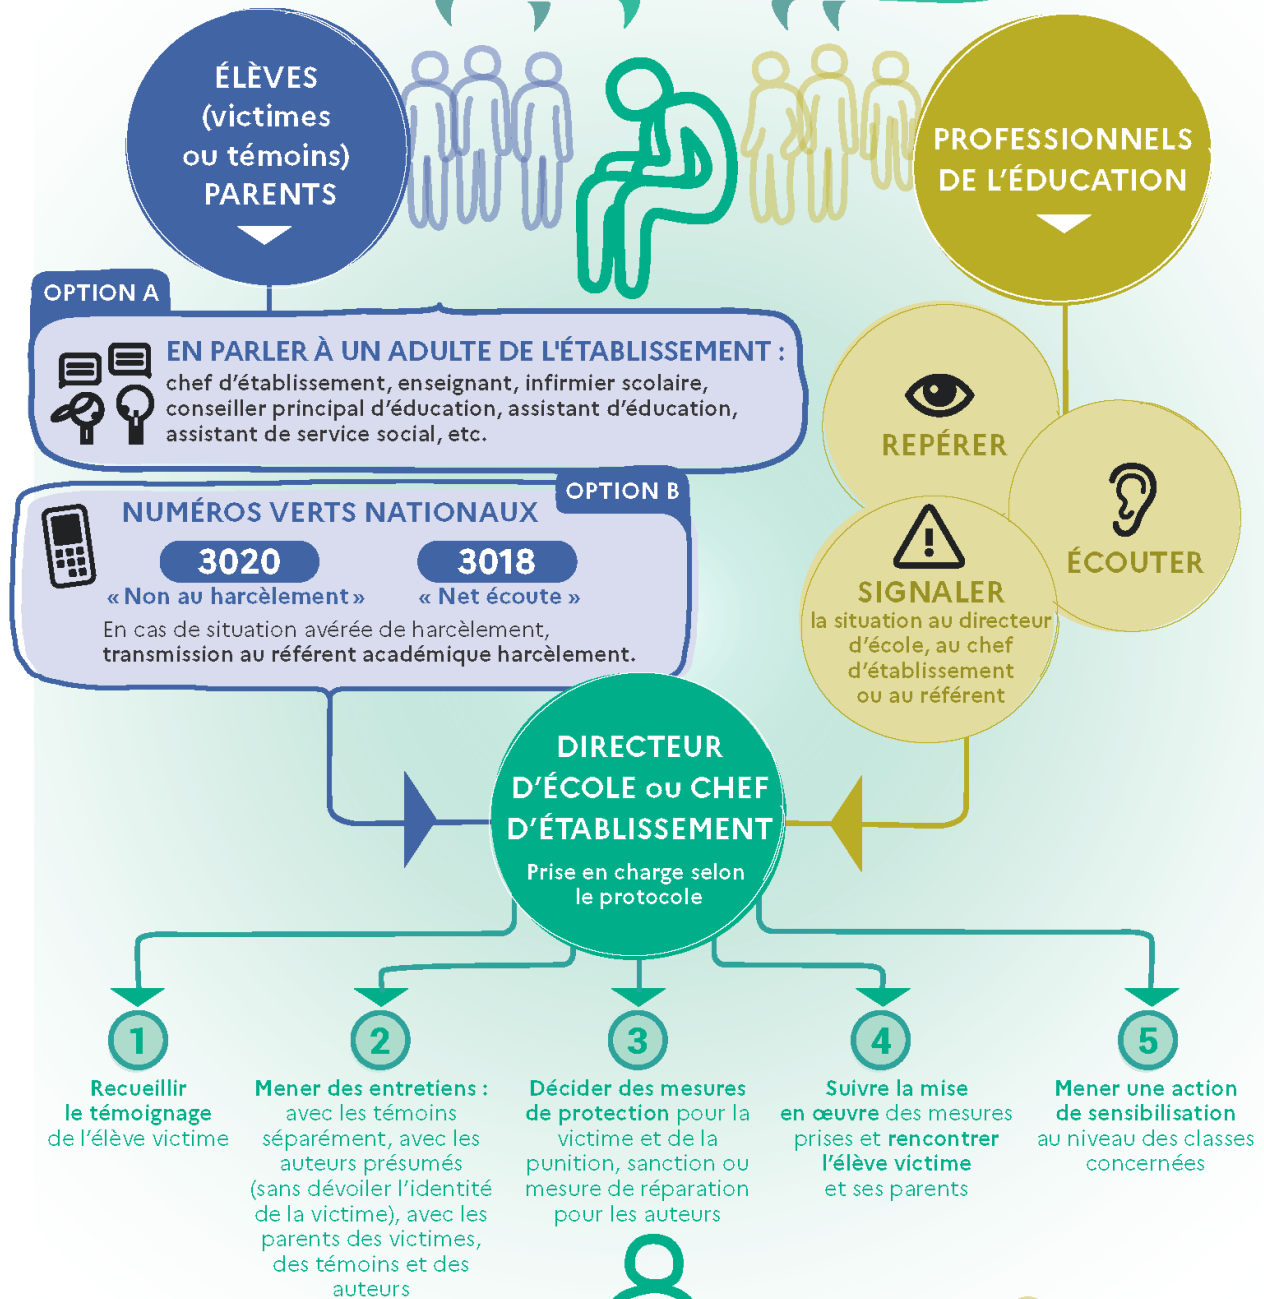 ÉLÈVES
(victimes
ou témoins)
PARENTS
PROFESSIONNELS
DE L'ÉDUCATION
OPTION A
EN PARLER À UN ADULTE DE L'ÉTABLISSEMENT :
chef d'établissement, enseignant, infirmier scolaire,
conseiller principal d'éducation, assistant d'éducation,
assistant de service social, etc.
OPTION B
NUMÉROS VERTS NATIONAUX
3020
« Non au harcèlement »
3018
« Net écoute »
En cas de situation avérée de harcèlement,
transmission au référent académique harcèlement.
REPÉRER
ÉCOUTER
SIGNALER
la situation au directeur
d'école, au chef
d'établissement
ou au référent
DIRECTEUR
D'ÉCOLE ou CHEF
D'ÉTABLISSEMENT
Prise en charge selon
le protocole
1
Recueillir
le témoignage
de l'élève victime
2
Mener des entretiens :
avec les témoins
séparément, avec les
auteurs présumés
(sans dévoiler l'identité
de la victime), avec les
parents des victimes,
des témoins et des
auteurs
3
Décider des mesures
de protection pour la
victime et de la
punition, sanction ou
mesure de réparation
pour les auteurs
4
Suivre la mise
en œuvre des mesures
prises et rencontrer
l'élève victime
et ses parents
5
Mener une action
de sensibilisation
au niveau des classes
concernées